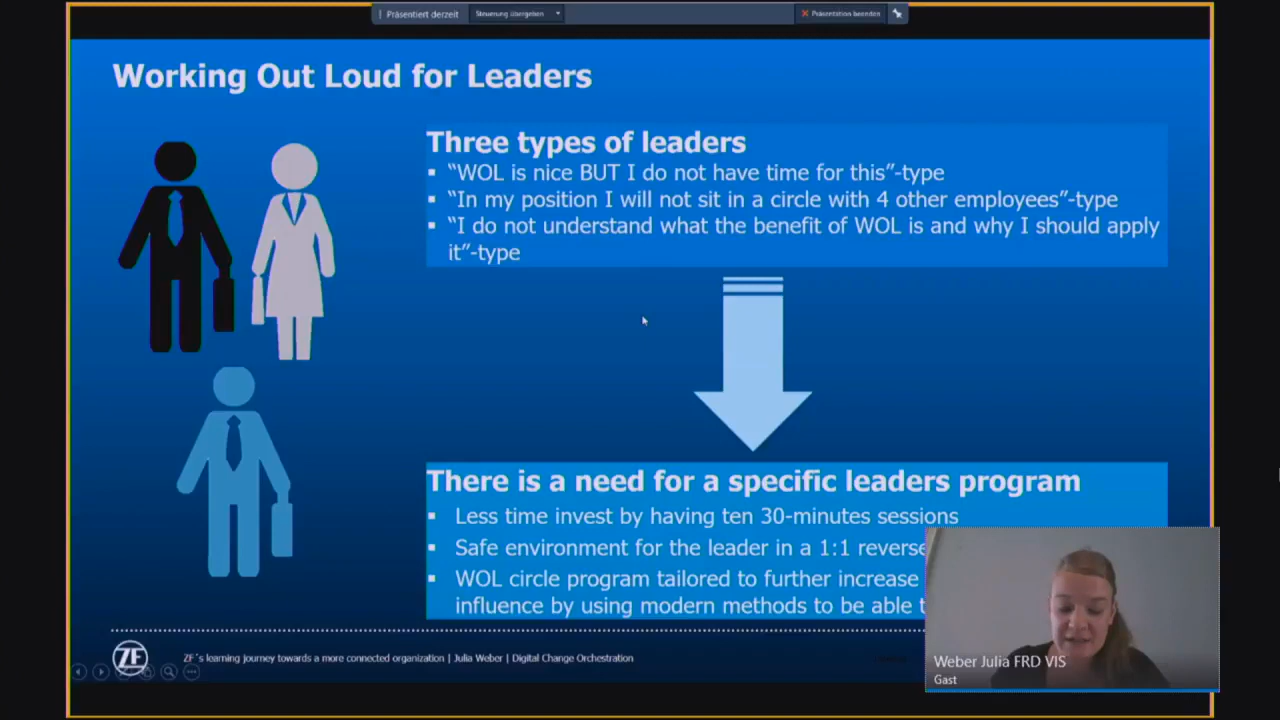 Präsentiert derzeit
Steuerung übergeben
Präsentation beenden
Working Out Loud for Leaders
Three types of leaders
▪ “WOL is nice BUT I do not have time for this”-type
▪ “In my position I will not sit in a circle with 4 other employees”-type
▪ “I do not understand what the benefit of WOL is and why I should apply
it”-type
There is a need for a specific leaders program
▪ Less time invest by having ten 30-minutes sessions
▪ Safe environment for the leader in a 1:1 reverse
▪ WOL circle program tailored to further increase
influence by using modern methods to be able
ZF
ZF´s learning journey towards a more connected organization | Julia Weber | Digital Change Orchestration
Weber Julia FRD VIS
Gast